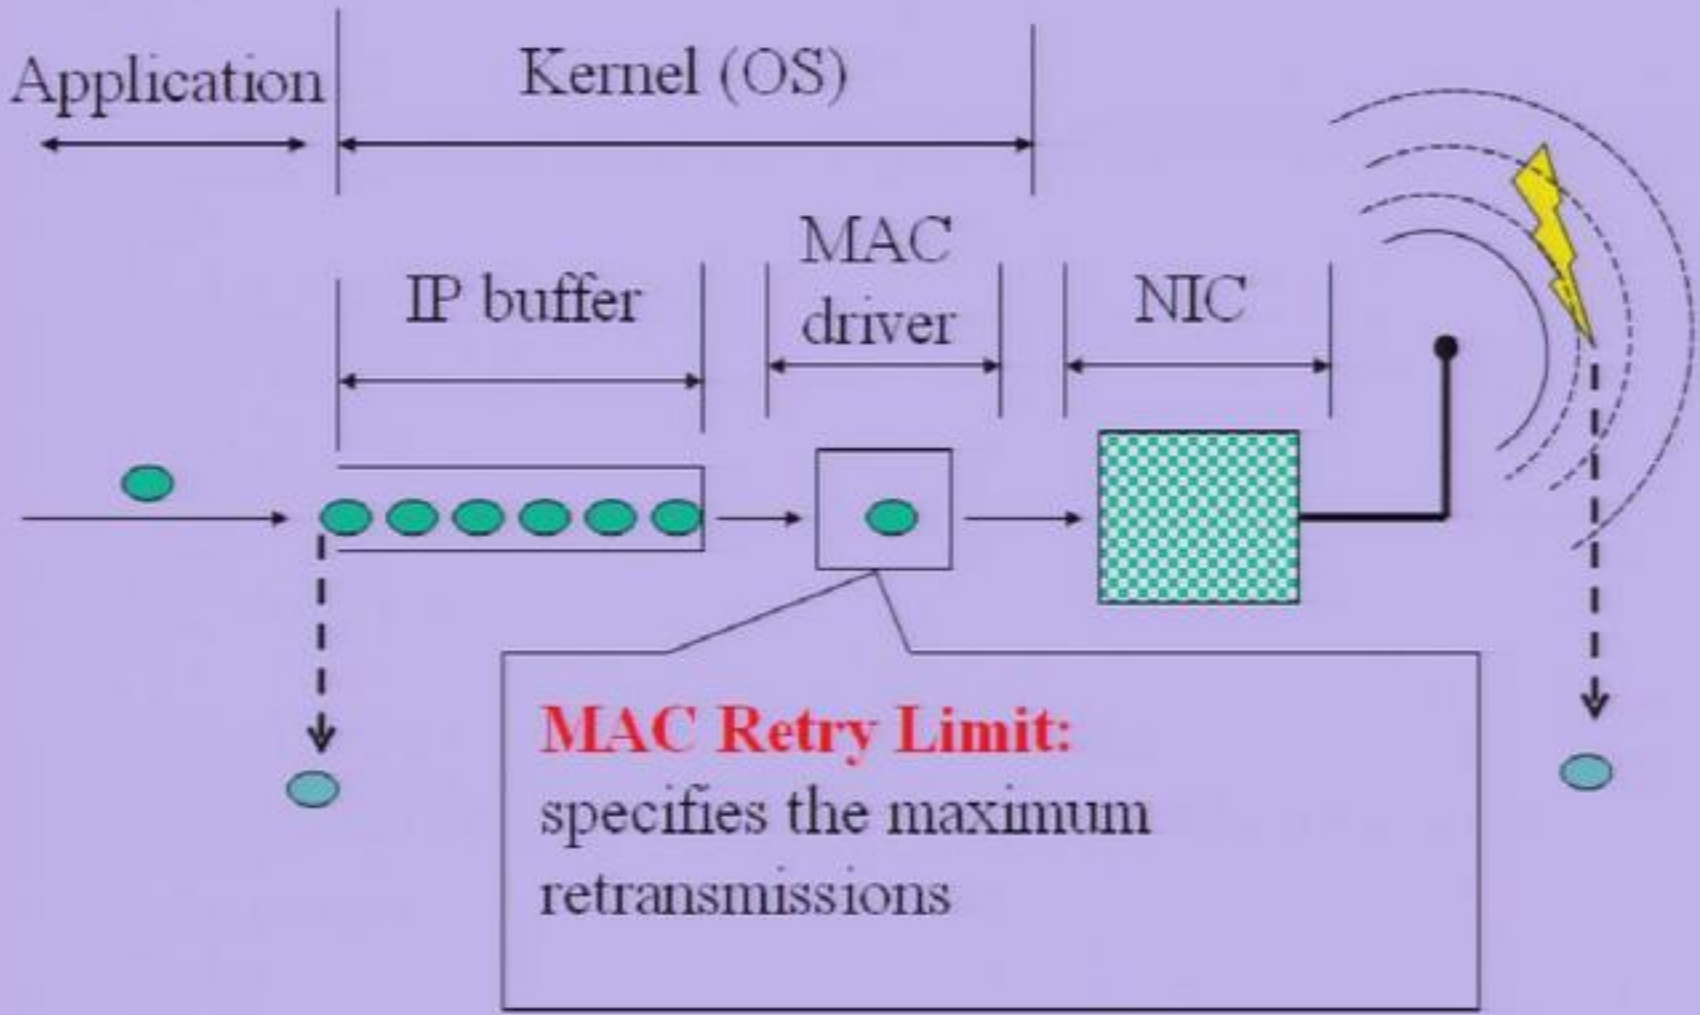 Application
Kernel (OS)
IP buffer
MAC
driver
NIC
MAC Retry Limit:
specifies the maximum
retransmissions